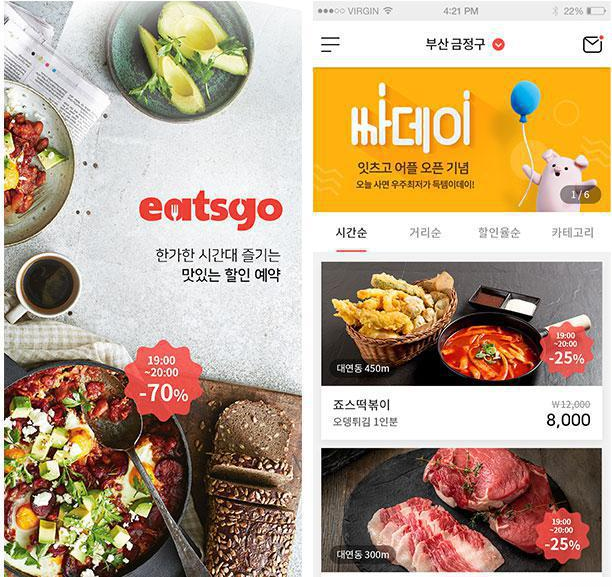 eatsgo
한가한 시간대 즐기는
맛있는 할인 예약
19:00
~20:00
-70%
VIRGIN 4:21 PM 22%
부산 금정구
싸데이
잇츠고 어플 오픈 기념
오늘 사면 우주최저가 득템이데이!
1 / 6
시간순 거리순 할인율순 카테고리
19:00
~20:00
-25%
대연동 450m
죠스떡볶이 ₩12,000
오뎅튀김 1인분 8,000
19:00
~20:00
-25%
대연동 300m